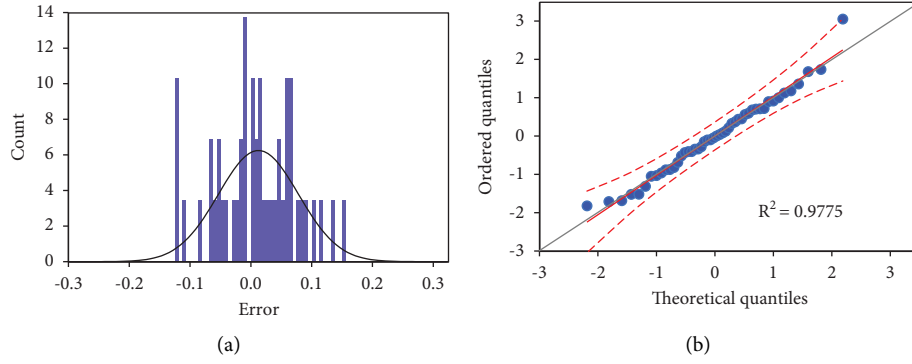 14
12
10
8
6
4
2
0
Count
-0.3 -0.2 -0.1 0.0 0.1 0.2 0.3
Error
(a)
3
2
1
0
-1
-2
-3
Ordered quantiles
R² = 0.9775
-3 -2 -1 0 1 2 3
Theoretical quantiles
(b)